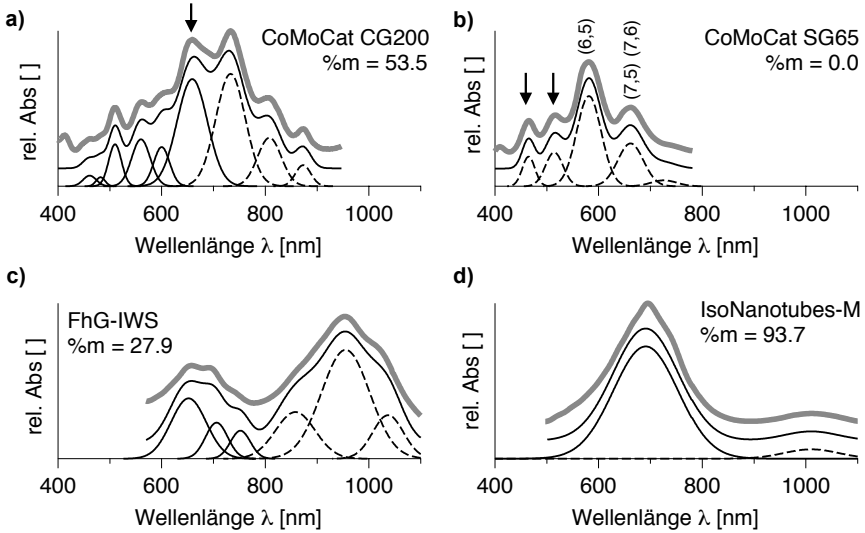 a)
CoMoCat CG200
%m = 53.5
rel. Abs [ ]
400 600 800 1000
Wellenlänge λ [nm]
b)
(6,5)
(7,5) (7,6)
CoMoCat SG65
%m = 0.0
rel. Abs [ ]
400 600 800 1000
Wellenlänge λ [nm]
c)
FhG-IWS
%m = 27.9
rel. Abs [ ]
400 600 800 1000
Wellenlänge λ [nm]
d)
IsoNanotubes-M
%m = 93.7
rel. Abs [ ]
400 600 800 1000
Wellenlänge λ [nm]